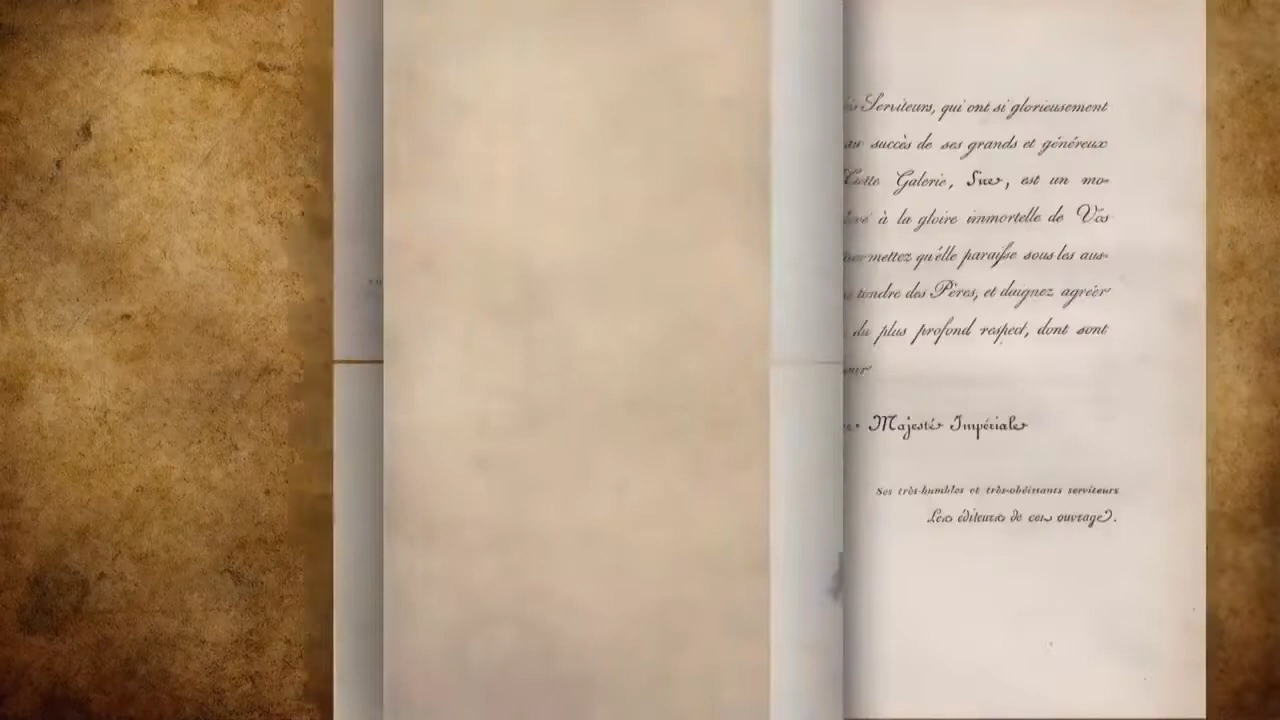 Serviteurs, qui ont si glorieusement
au succès de ses grands et généreux
Cette Galerie, Sire, est un mo-
à la gloire immortelle de Vos
mettez qu'elle paraisse sous les aus-
tendre des Pères, et daignez agréer
du plus profond respect, dont sont
Majesté Impériale
Ses très-humbles et très-obéissants serviteurs
Les éditeurs de cet ouvrage.